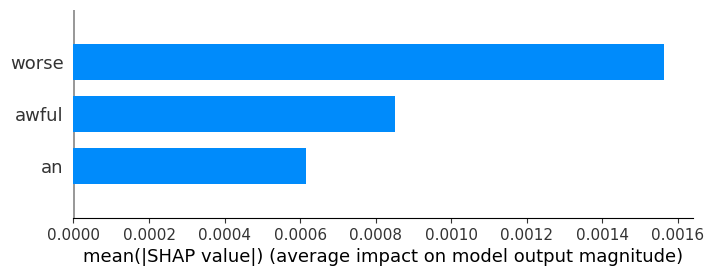 worse
awful
an
0.0000 0.0002 0.0004 0.0006 0.0008 0.0010 0.0012 0.0014 0.0016
mean(|SHAP value|) (average impact on model output magnitude)